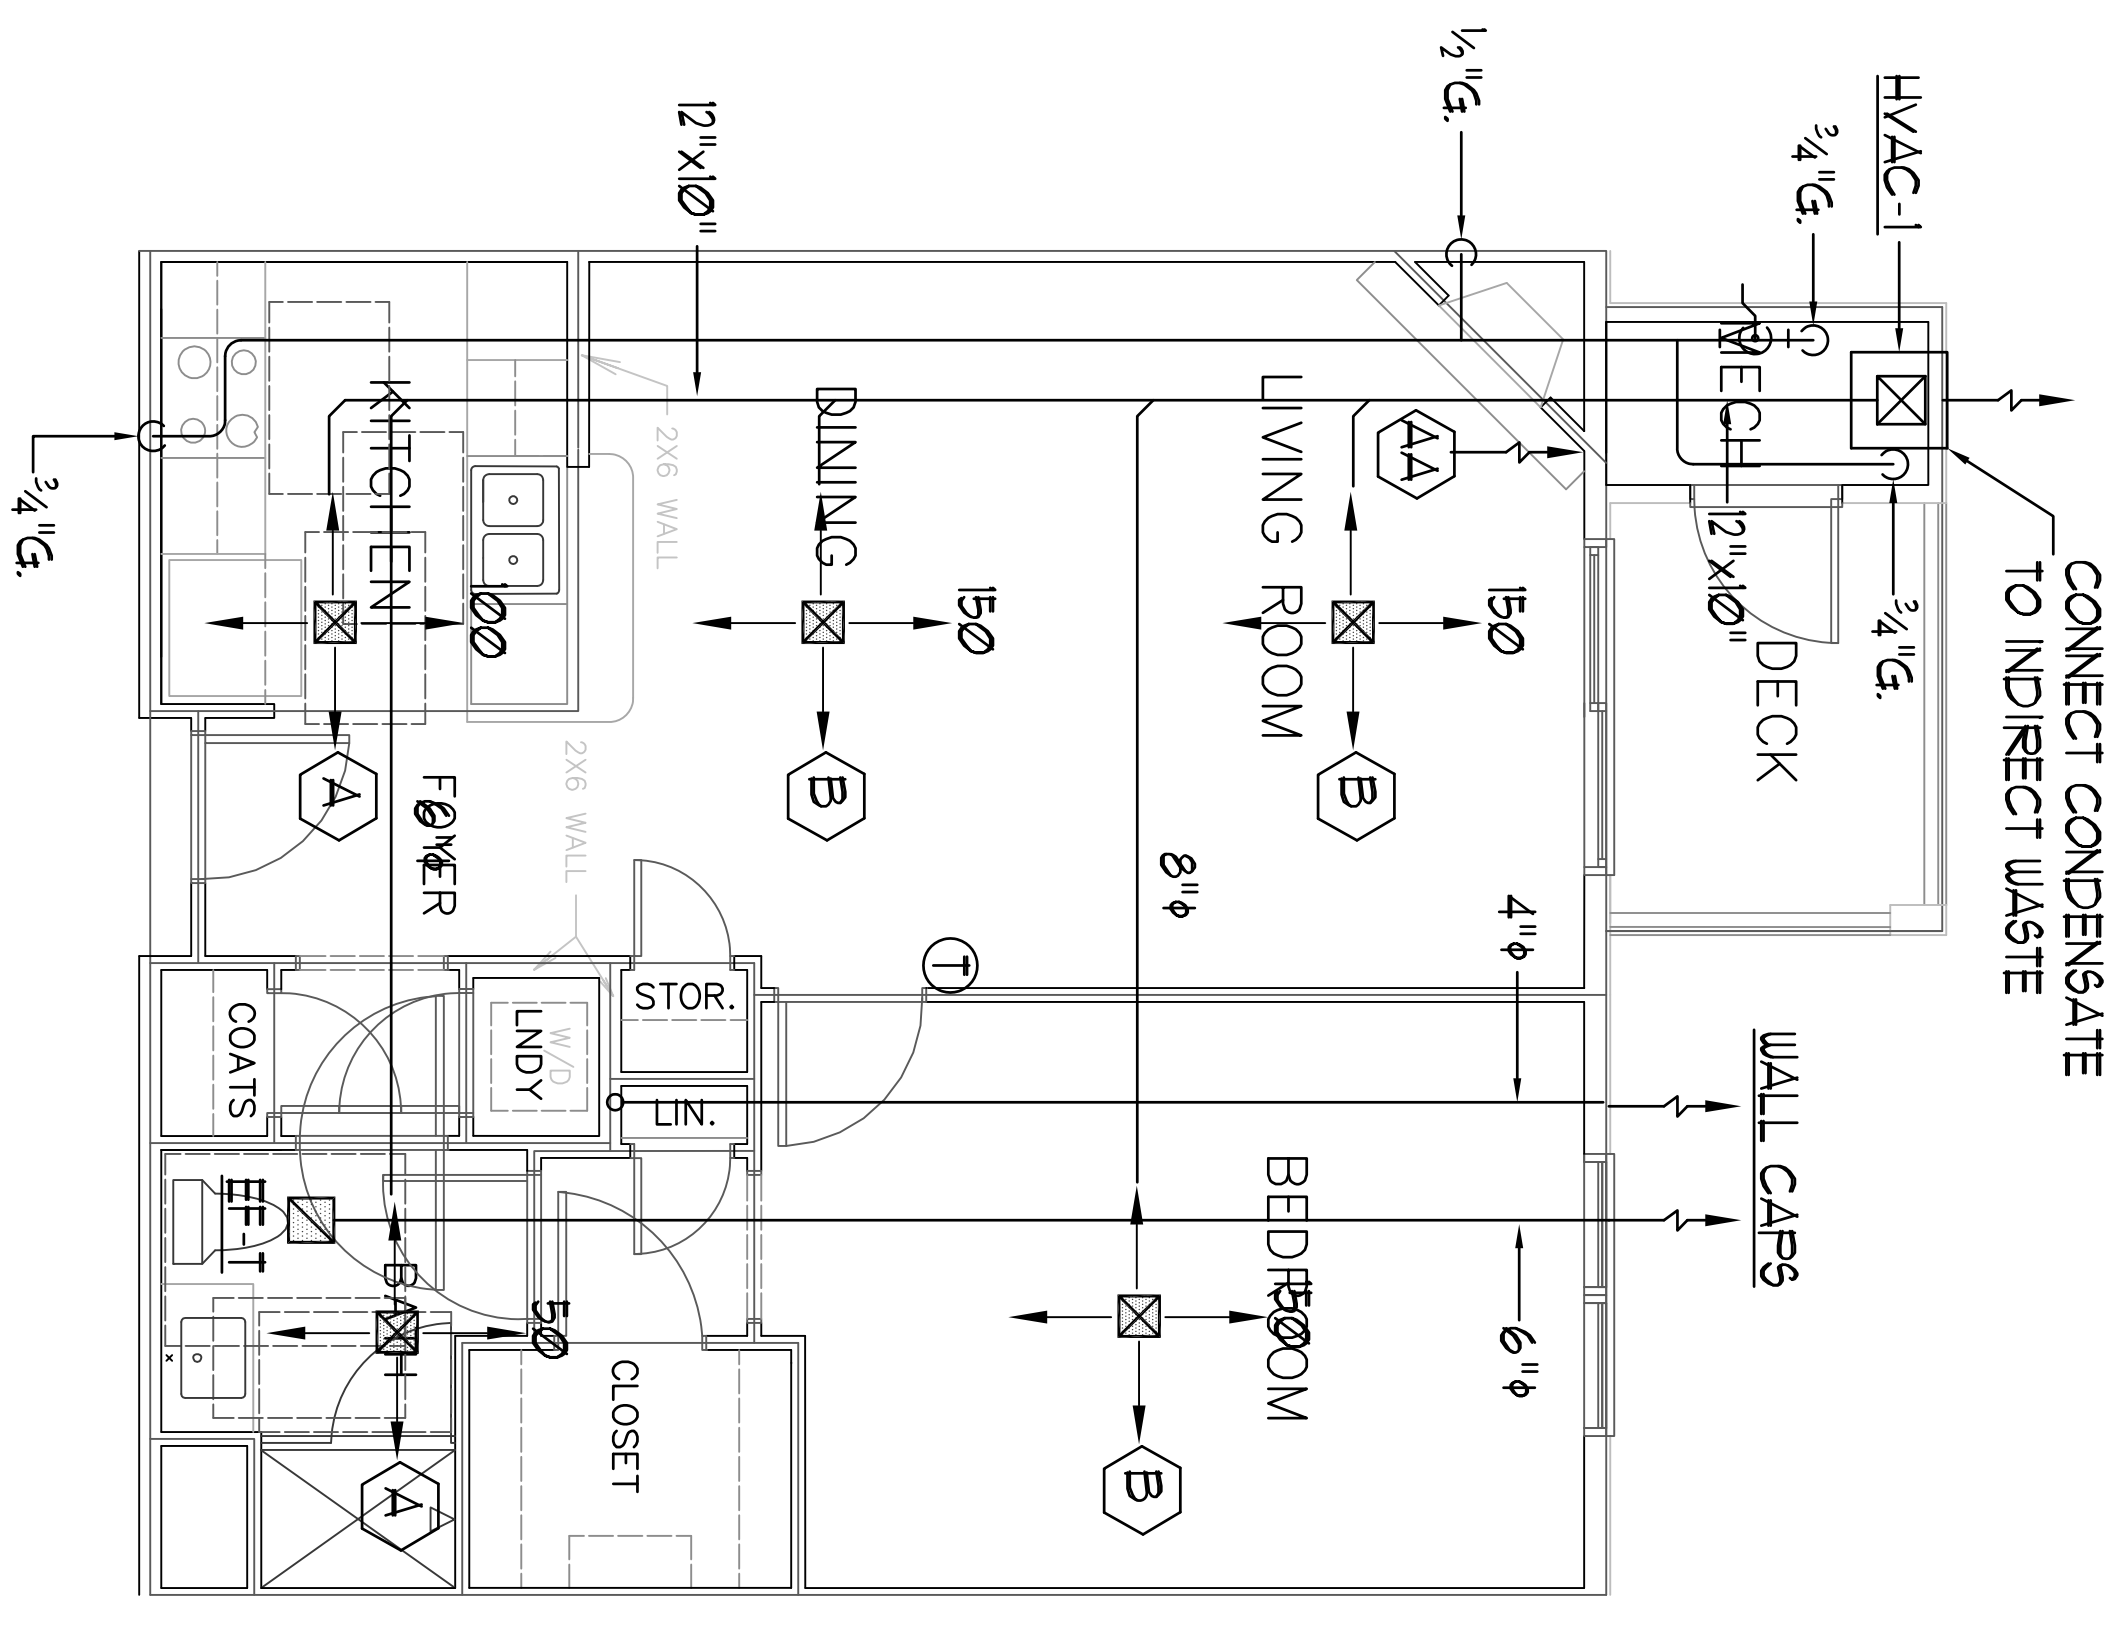 HVAC-1
3/4"G.
1/2"G.
12"x10"
3/4"G.
3/4"G.
CONNECT CONDENSATE
TO INDIRECT WASTE
MECH
12"x10"
DECK
AA
LIVING ROOM
150
B
DINING
150
B
2X6 WALL
KITCHEN
100
A
FOYER
6"ϕ
2X6 WALL
8"ϕ
4"ϕ
T
STOR.
LNDY
W/D
COATS
LIN.
WALL CAPS
BEDROOM
150
B
6"ϕ
EF-1
BATH
50
A
CLOSET